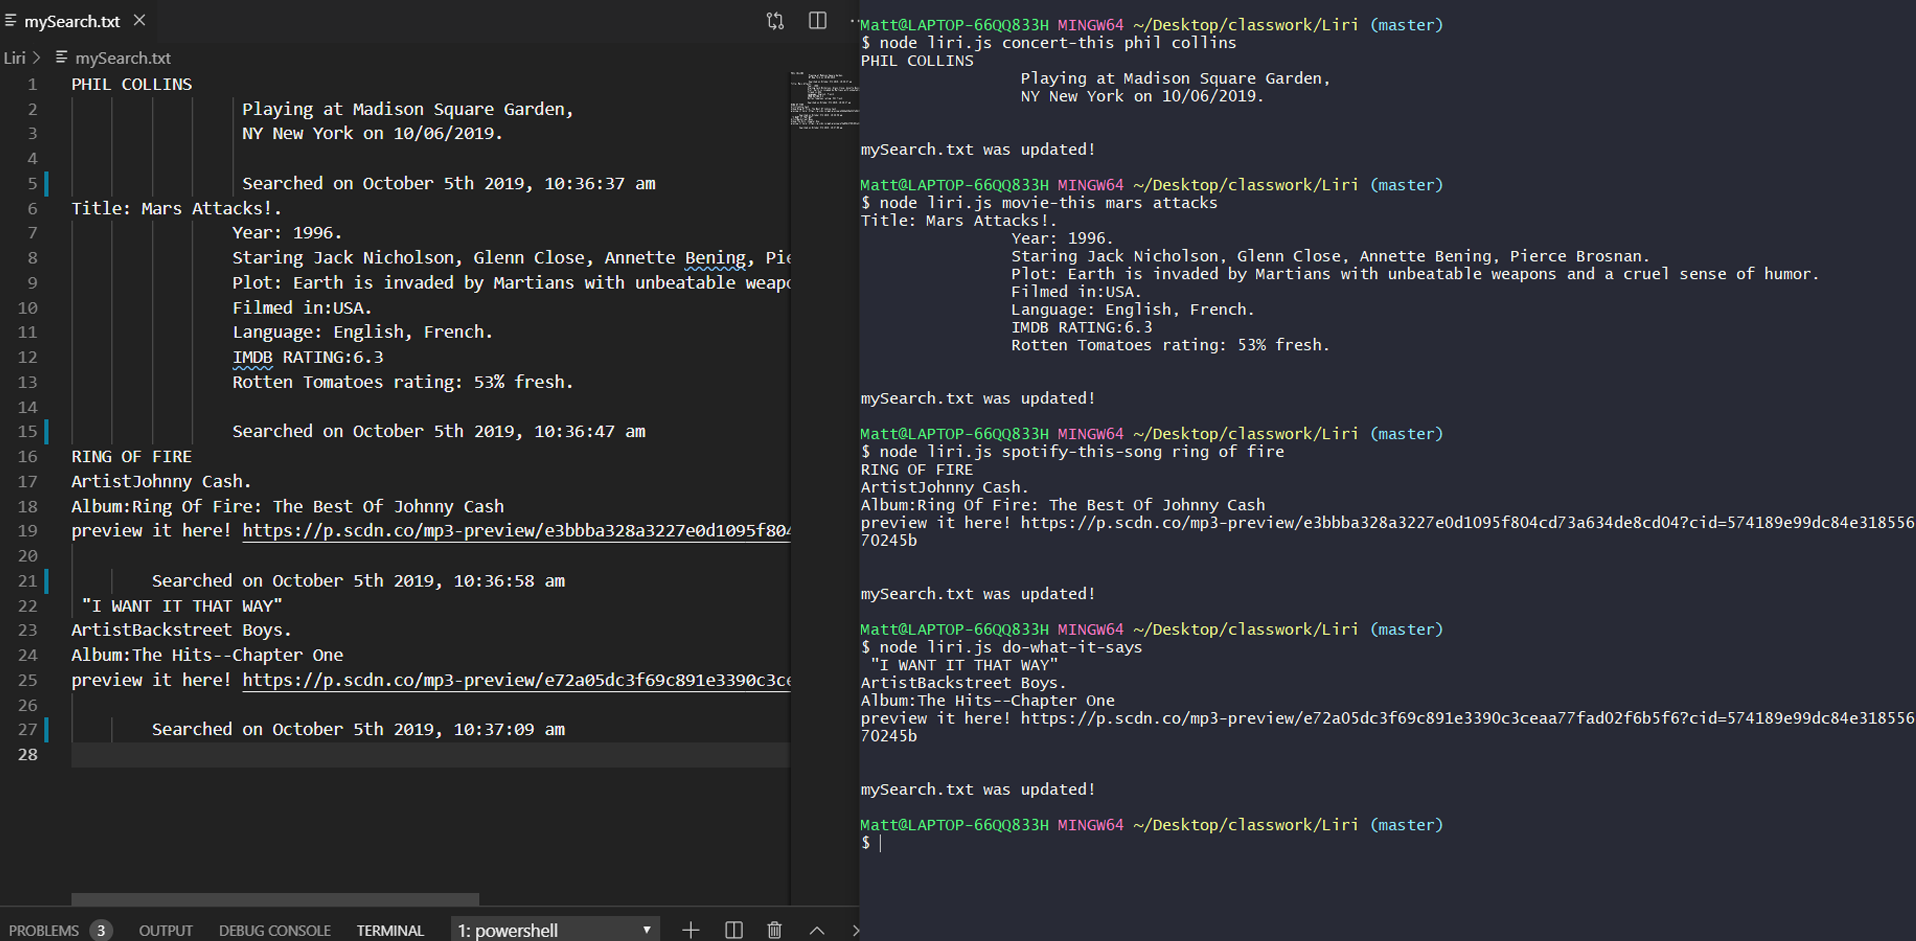 mySearch.txt
Liri > mySearch.txt
1 PHIL COLLINS
2 Playing at Madison Square Garden,
3 NY New York on 10/06/2019.
4
5 Searched on October 5th 2019, 10:36:37 am
6 Title: Mars Attacks!.
7 Year: 1996.
8 Staring Jack Nicholson, Glenn Close, Annette Bening, Pie
9 Plot: Earth is invaded by Martians with unbeatable weapo
10 Filmed in:USA.
11 Language: English, French.
12 IMDB RATING:6.3
13 Rotten Tomatoes rating: 53% fresh.
14
15 Searched on October 5th 2019, 10:36:47 am
16 RING OF FIRE
17 ArtistJohnny Cash.
18 Album:Ring Of Fire: The Best Of Johnny Cash
19 preview it here! https://p.scdn.co/mp3-preview/e3bbba328a3227e0d1095f804
20
21 Searched on October 5th 2019, 10:36:58 am
22 "I WANT IT THAT WAY"
23 ArtistBackstreet Boys.
24 Album:The Hits--Chapter One
25 preview it here! https://p.scdn.co/mp3-preview/e72a05dc3f69c891e3390c3ce
26
27 Searched on October 5th 2019, 10:37:09 am
28
PROBLEMS 3 OUTPUT DEBUG CONSOLE TERMINAL 1: powershell
Matt@LAPTOP-66QQ833H MINGW64 ~/Desktop/classwork/Liri (master)
$ node liri.js concert-this phil collins
PHIL COLLINS
Playing at Madison Square Garden,
NY New York on 10/06/2019.
mySearch.txt was updated!
Matt@LAPTOP-66QQ833H MINGW64 ~/Desktop/classwork/Liri (master)
$ node liri.js movie-this mars attacks
Title: Mars Attacks!.
Year: 1996.
Staring Jack Nicholson, Glenn Close, Annette Bening, Pierce Brosnan.
Plot: Earth is invaded by Martians with unbeatable weapons and a cruel sense of humor.
Filmed in:USA.
Language: English, French.
IMDB RATING:6.3
Rotten Tomatoes rating: 53% fresh.
mySearch.txt was updated!
Matt@LAPTOP-66QQ833H MINGW64 ~/Desktop/classwork/Liri (master)
$ node liri.js spotify-this-song ring of fire
RING OF FIRE
ArtistJohnny Cash.
Album:Ring Of Fire: The Best Of Johnny Cash
preview it here! https://p.scdn.co/mp3-preview/e3bbba328a3227e0d1095f804cd73a634de8cd04?cid=574189e99dc84e318556
70245b
mySearch.txt was updated!
Matt@LAPTOP-66QQ833H MINGW64 ~/Desktop/classwork/Liri (master)
$ node liri.js do-what-it-says
"I WANT IT THAT WAY"
ArtistBackstreet Boys.
Album:The Hits--Chapter One
preview it here! https://p.scdn.co/mp3-preview/e72a05dc3f69c891e3390c3ceaa77fad02f6b5f6?cid=574189e99dc84e318556
70245b
mySearch.txt was updated!
Matt@LAPTOP-66QQ833H MINGW64 ~/Desktop/classwork/Liri (master)
$